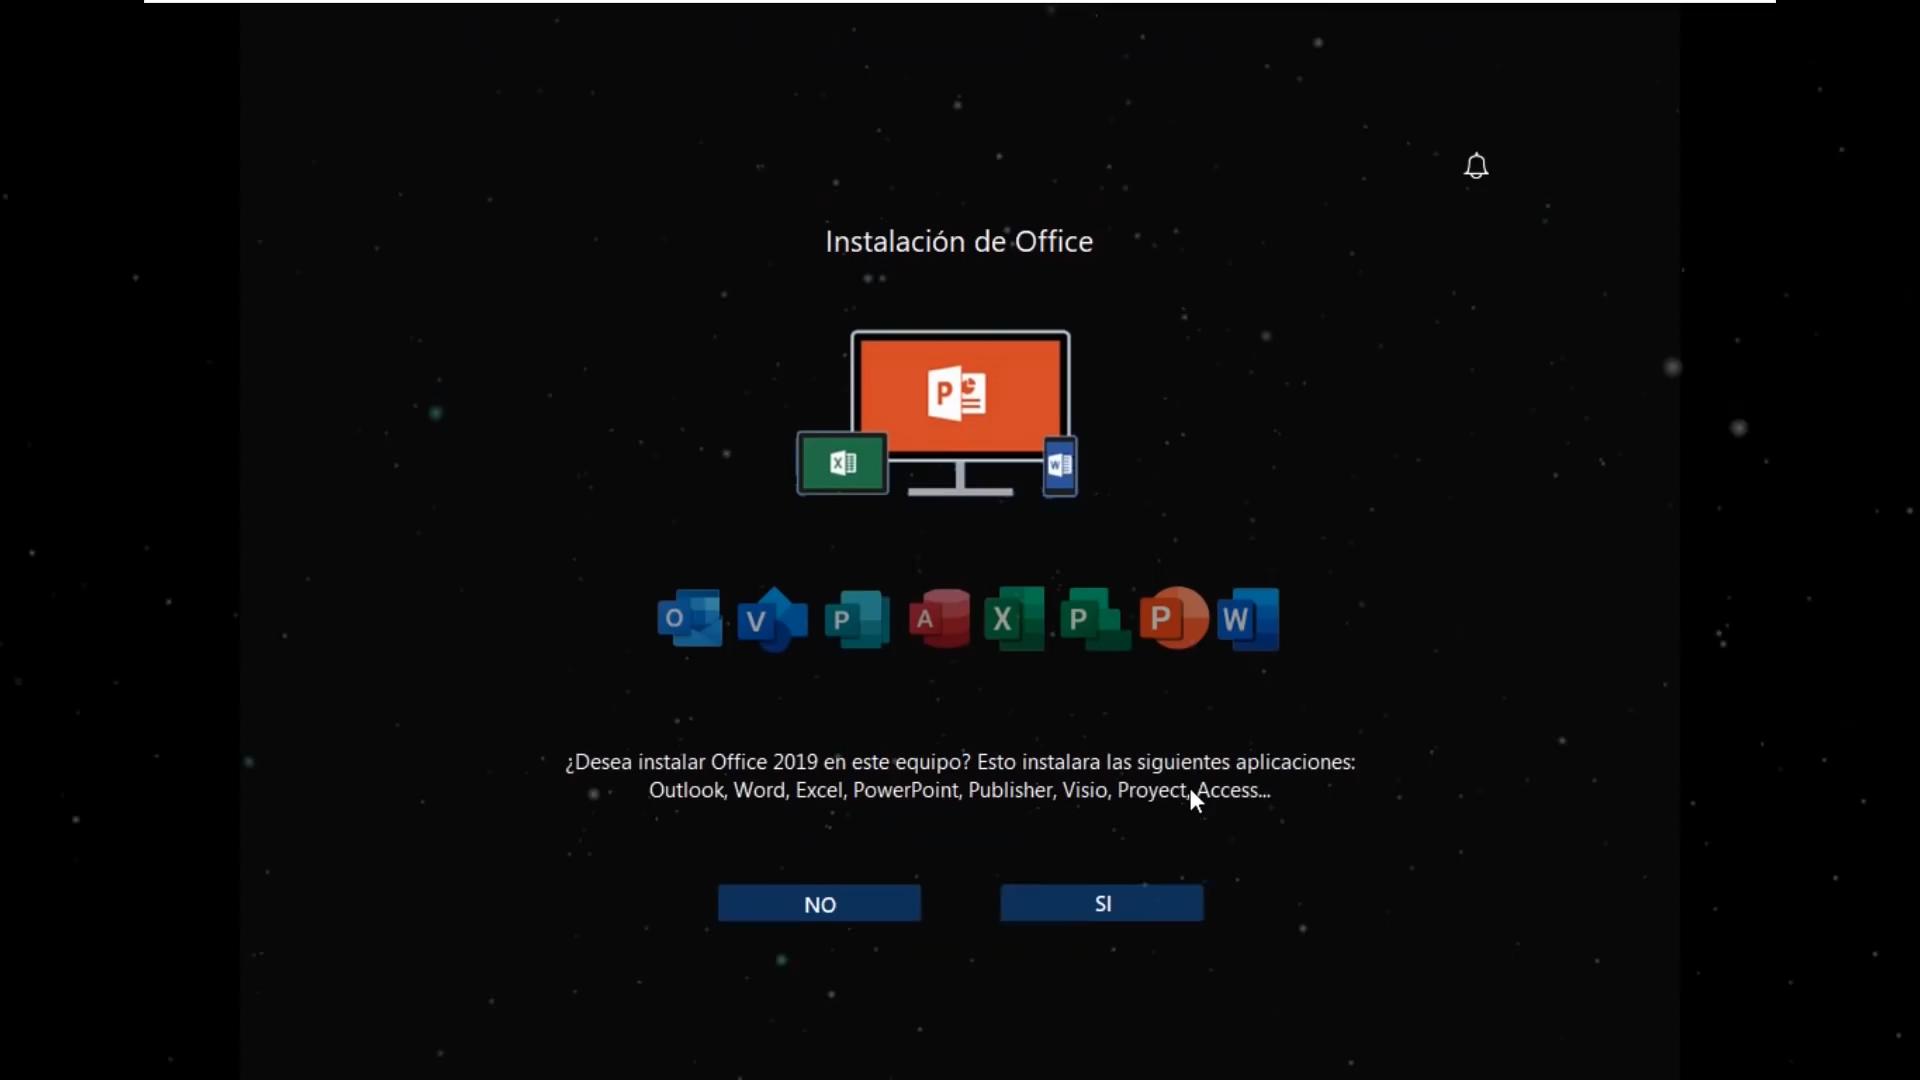 Instalación de Office
P
X
W
O V P A X P P W
¿Desea instalar Office 2019 en este equipo? Esto instalara las siguientes aplicaciones:
Outlook, Word, Excel, PowerPoint, Publisher, Visio, Proyect, Access...
NO SI